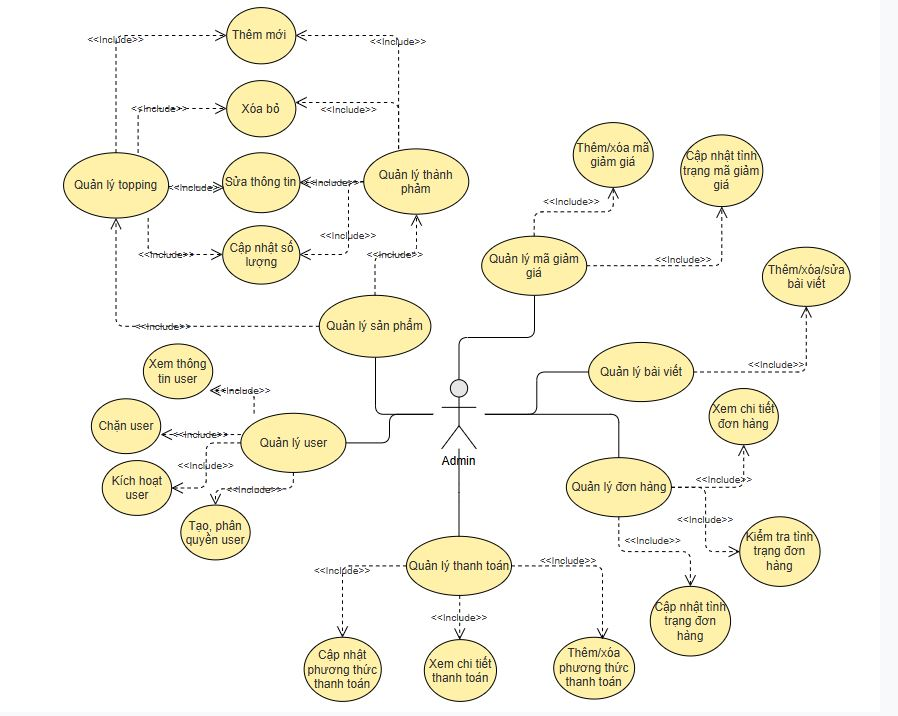 Thêm mới
<<Include>>
<<Include>>
Xóa bỏ
<<Include>>
<<Include>>
Quản lý topping
<<Include>>
Sửa thông tin
<<Include>>
Quản lý thành
phẩm
Cập nhật số
lượng
<<Include>>
<<Include>>
<<Include>>
Quản lý sản phẩm
<<Include>>
Thêm/xóa mã
giảm giá
Cập nhật tình
trạng mã giảm
giá
<<Include>>
Quản lý mã giảm
giá
<<Include>>
Thêm/xóa/sửa
bài viết
Quản lý bài viết
<<Include>>
Xem thông
tin user
<<Include>>
Chặn user
<<Include>>
Quản lý user
<<Include>>
Kích hoạt
user
<<Include>>
Tạo, phân
quyền user
Admin
Xem chi tiết
đơn hàng
Quản lý đơn hàng
<<Include>>
<<Include>>
<<Include>>
Kiểm tra tình
trạng đơn
hàng
Cập nhật tình
trạng đơn
hàng
Quản lý thanh toán
<<Include>>
<<Include>>
<<Include>>
Cập nhật
phương thức
thanh toán
Xem chi tiết
thanh toán
Thêm/xóa
phương thức
thanh toán